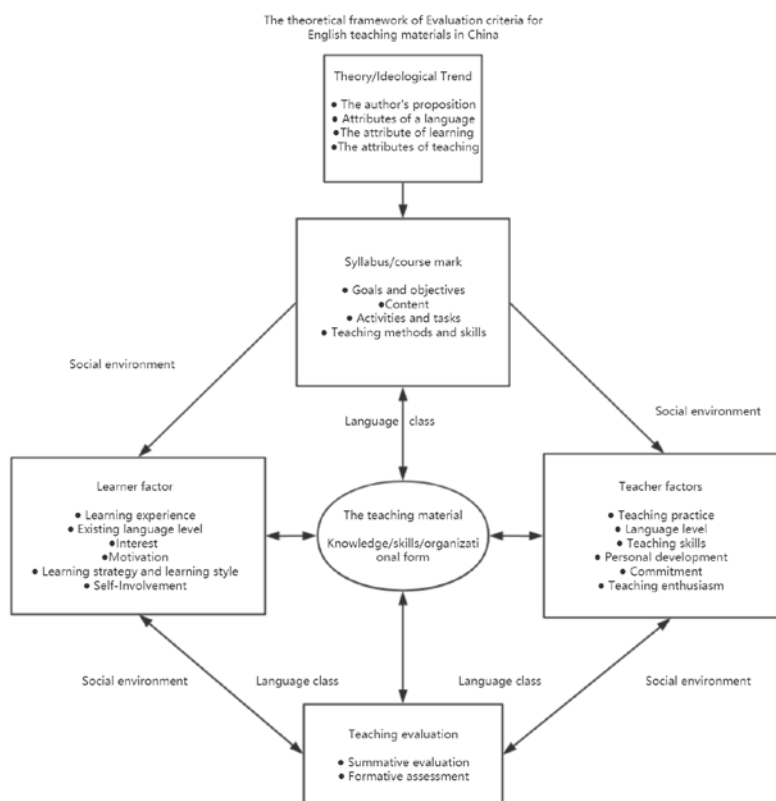 The theoretical framework of Evaluation criteria for
English teaching materials in China
Theory/Ideological Trend
● The author's proposition
● Attributes of a language
●The attribute of learning
●The attributes of teaching
Syllabus/course mark
● Goals and objectives
●Content
● Activities and tasks
● Teaching methods and skills
Social environment
Social environment
Language class
Learner factor
● Learning experience
● Existing language level
●Interest
●Motivation
● Learning strategy and learning style
● Self-Involvement
The teaching material
Knowledge/skills/organizati
onal form
Teacher factors
● Teaching practice
● Language level
● Teaching skills
● Personal development
● Commitment
● Teaching enthusiasm
Social environment
Language class
Language class
Social environment
Teaching evaluation
● Summative evaluation
● Formative assessment